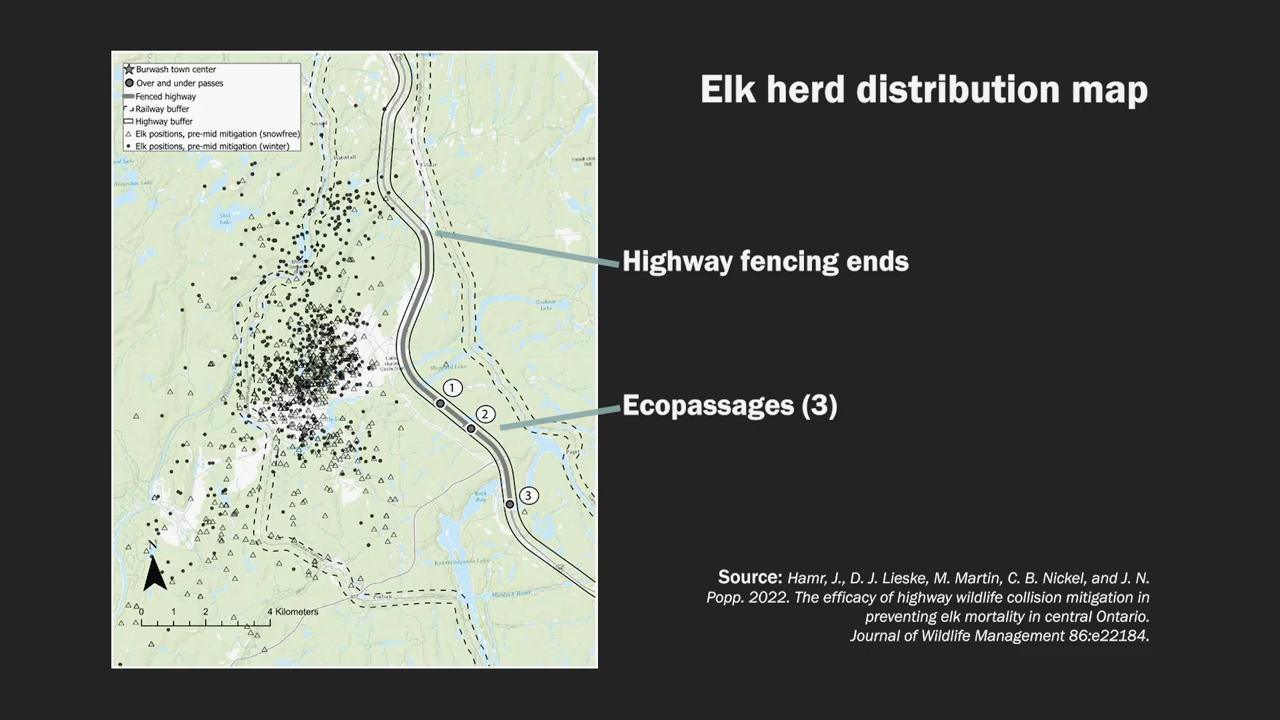 Elk herd distribution map
Burwash town center
Over and under passes
Fenced highway
Railway buffer
Highway buffer
Elk positions, pre-mid mitigation (snowfree)
Elk positions, pre-mid mitigation (winter)
Highway fencing ends
1
2
Ecopassages (3)
3
N
0 1 2 4 Kilometers
Source: Hamr, J., D. J. Lieske, M. Martin, C. B. Nickel, and J. N.
Popp. 2022. The efficacy of highway wildlife collision mitigation in
preventing elk mortality in central Ontario.
Journal of Wildlife Management 86:e22184.